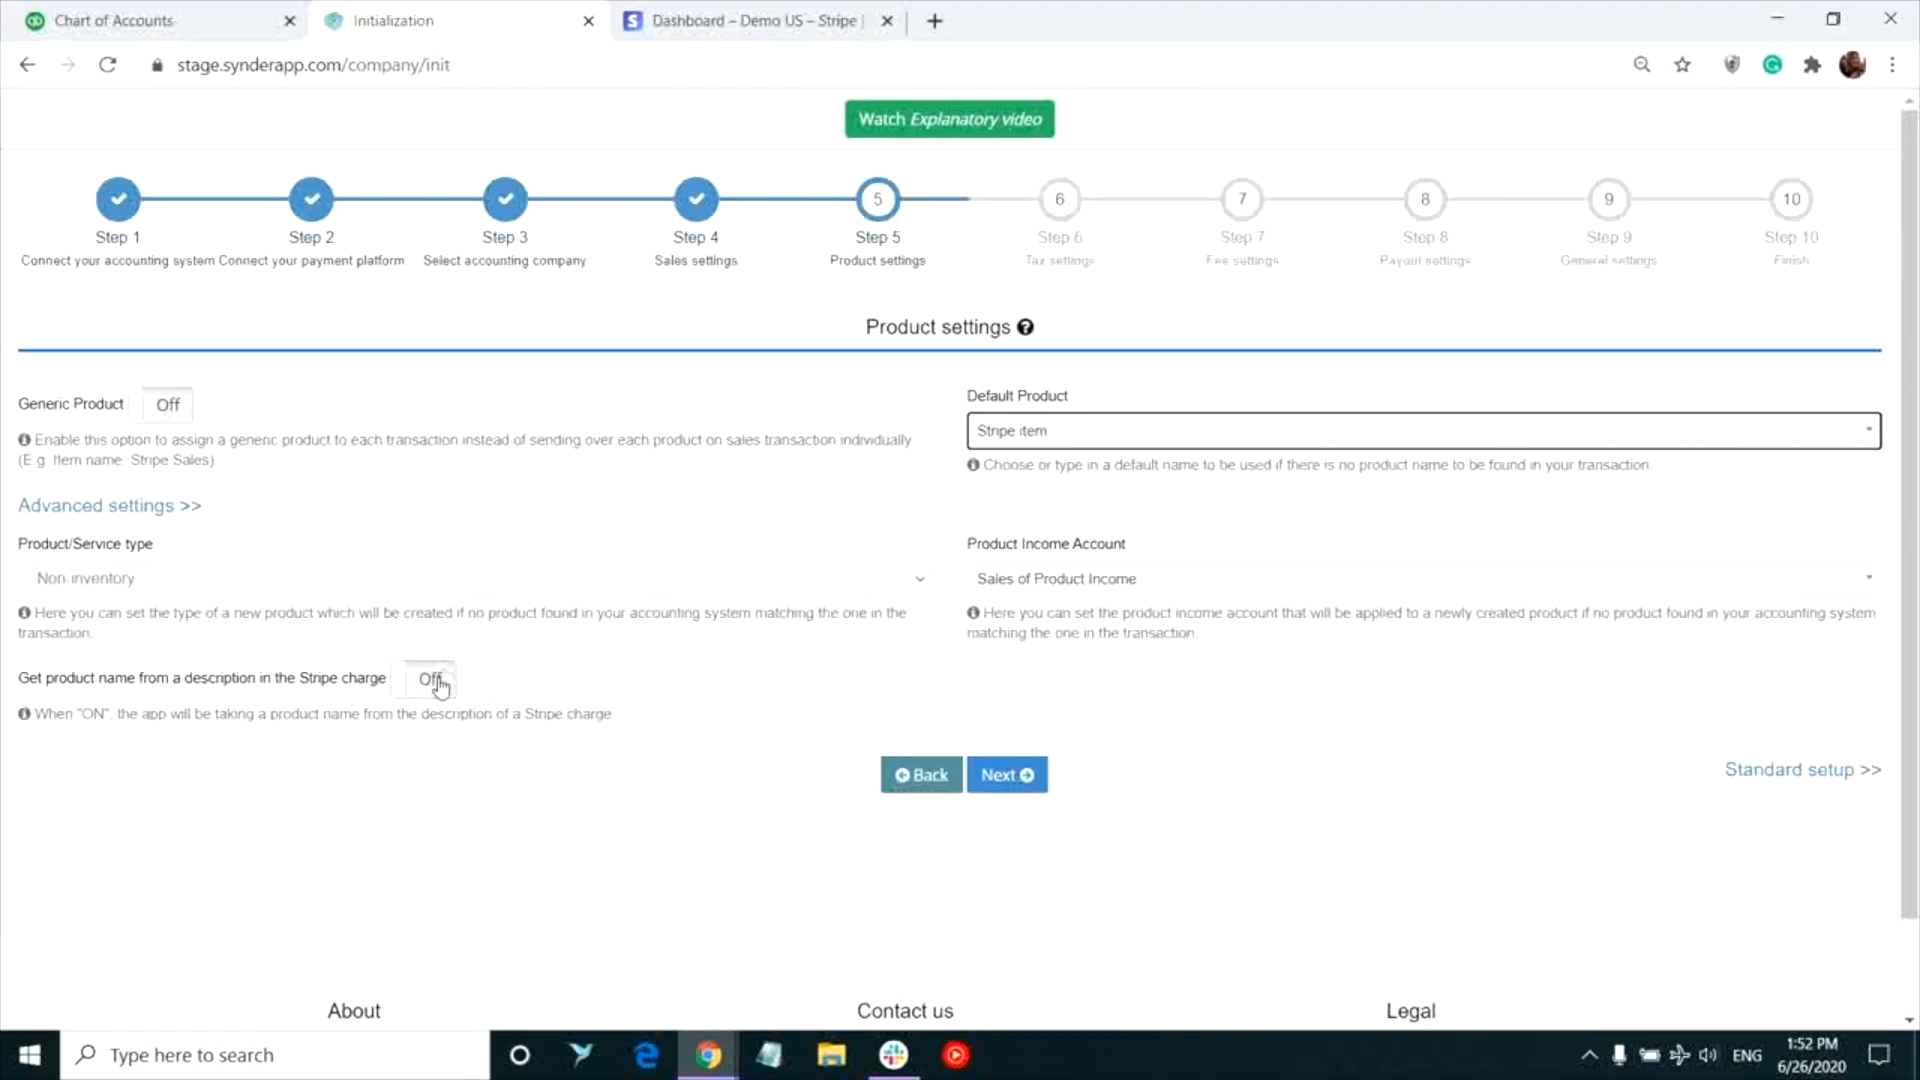 Chart of Accounts
Initialization
Dashboard – Demo US – Stripe
stage.synderapp.com/company/init
Watch Explanatory video
5 6 7 8 9 10
Step 1 Step 2 Step 3 Step 4 Step 5 Step 6 Step 7 Step 8 Step 9 Step 10
Connect your accounting system Connect your payment platform Select accounting company Sales settings Product settings Tax settings Fee settings Payout settings General settings Finish
Product settings
Generic Product Off
Enable this option to assign a generic product to each transaction instead of sending over each product on sales transaction individually
(E.g. Item name: Stripe Sales)
Default Product
Stripe item
Choose or type in a default name to be used if there is no product name to be found in your transaction.
Advanced settings >>
Product/Service type
Non-inventory
Here you can set the type of a new product which will be created if no product found in your accounting system matching the one in the
transaction.
Product Income Account
Sales of Product Income
Here you can set the product income account that will be applied to a newly created product if no product found in your accounting system
matching the one in the transaction.
Get product name from a description in the Stripe charge Off
When "ON", the app will be taking a product name from the description of a Stripe charge
Back Next
Standard setup >>
About Contact us Legal
Type here to search
ENG
1:52 PM
6/26/2020